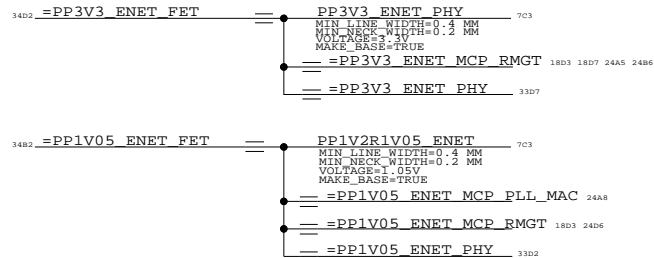 34D2 =PP3V3_ENET_FET PP3V3_ENET_PHY 7C3
MIN_LINE_WIDTH=0.4 MM
MIN_NECK_WIDTH=0.2 MM
VOLTAGE=3.3V
MAKE_BASE=TRUE
=PP3V3_ENET_MCP_RMGT 18D3 18D7 24A5 24B6
=PP3V3_ENET_PHY 33D7
34B2 =PP1V05_ENET_FET PP1V2R1V05_ENET 7C3
MIN_LINE_WIDTH=0.4 MM
MIN_NECK_WIDTH=0.2 MM
VOLTAGE=1.05V
MAKE_BASE=TRUE
=PP1V05_ENET_MCP_PLL_MAC 24A8
=PP1V05_ENET_MCP_RMGT 18D3 24D6
=PP1V05_ENET_PHY 33D2